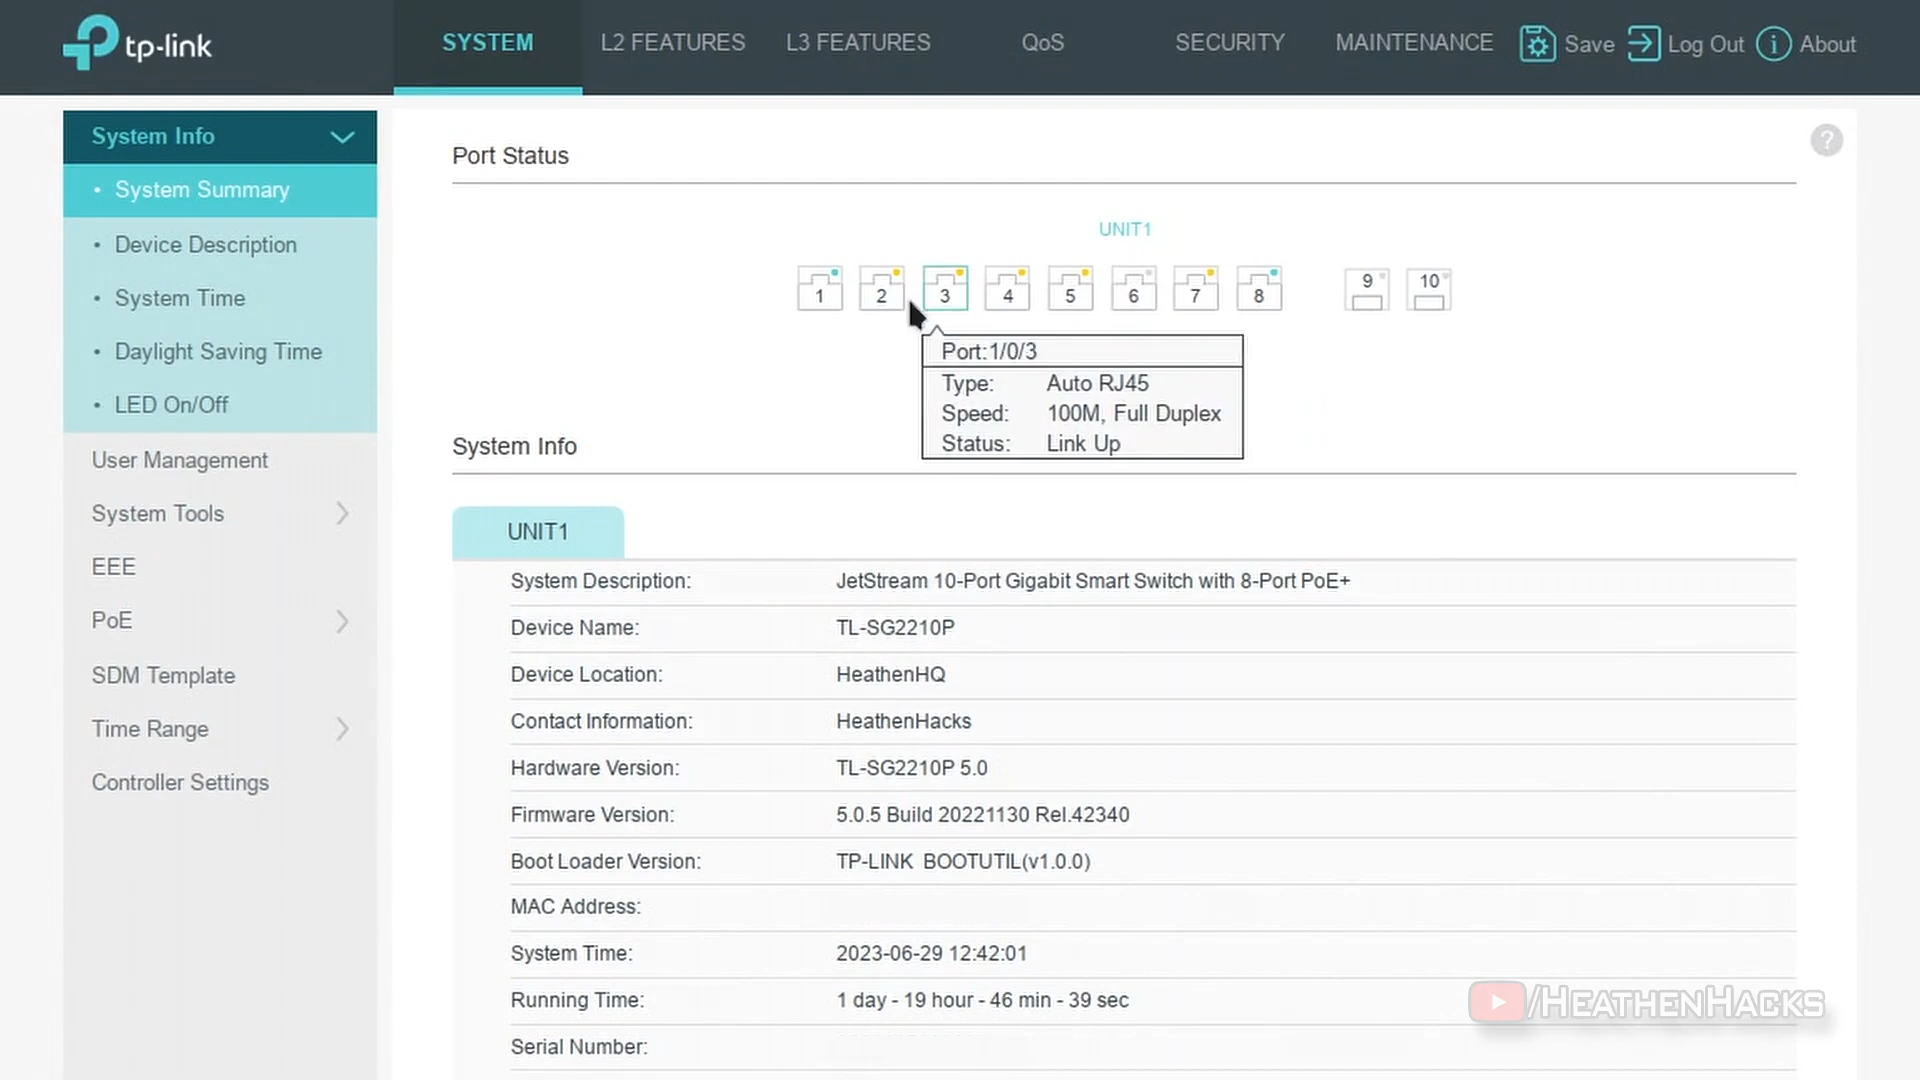 tp-link
SYSTEM
L2 FEATURES
L3 FEATURES
QoS
SECURITY
MAINTENANCE
Save
Log Out
About
System Info
• System Summary
• Device Description
• System Time
• Daylight Saving Time
• LED On/Off
User Management
System Tools
EEE
PoE
SDM Template
Time Range
Controller Settings
Port Status
?
UNIT1
1 2 3 4 5 6 7 8 9 10
Port:1/0/3
Type: Auto RJ45
Speed: 100M, Full Duplex
Status: Link Up
System Info
UNIT1
System Description: JetStream 10-Port Gigabit Smart Switch with 8-Port PoE+
Device Name: TL-SG2210P
Device Location: HeathenHQ
Contact Information: HeathenHacks
Hardware Version: TL-SG2210P 5.0
Firmware Version: 5.0.5 Build 20221130 Rel.42340
Boot Loader Version: TP-LINK BOOTUTIL(v1.0.0)
MAC Address:
System Time: 2023-06-29 12:42:01
Running Time: 1 day - 19 hour - 46 min - 39 sec
Serial Number:
/HEATHENHACKS